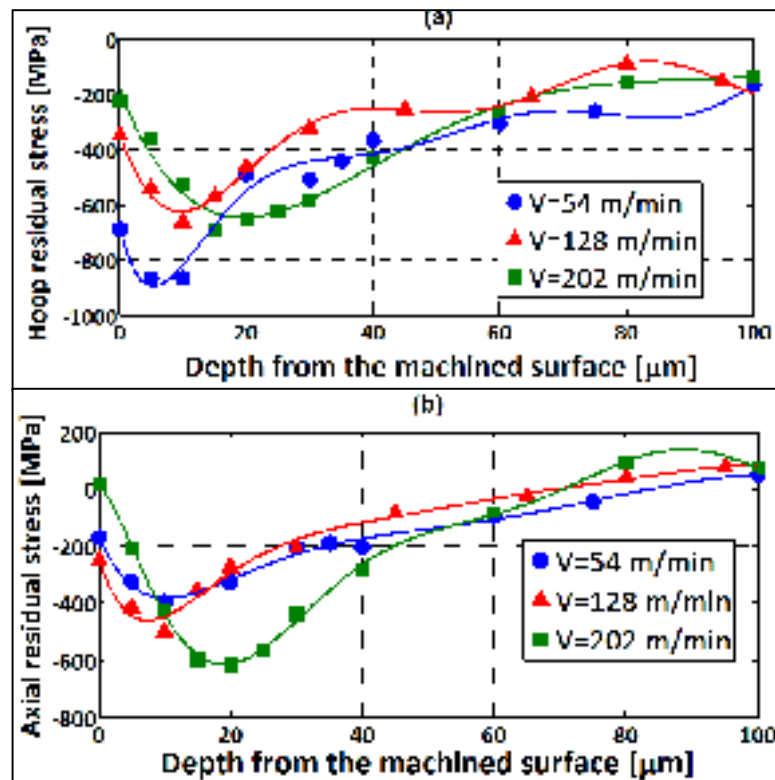 (a)
0
-200
-400
-600
-800
-1000
Hoop residual stress [MPa]
V=54 m/min
V=128 m/min
V=202 m/min
0 20 40 60 80 100
Depth from the machined surface [μm]
(b)
200
0
-200
-400
-600
-800
Axial residual stress [MPa]
V=54 m/min
V=128 m/mln
V=202 m/min
0 20 40 60 80 100
Depth from the machined surface [μm]